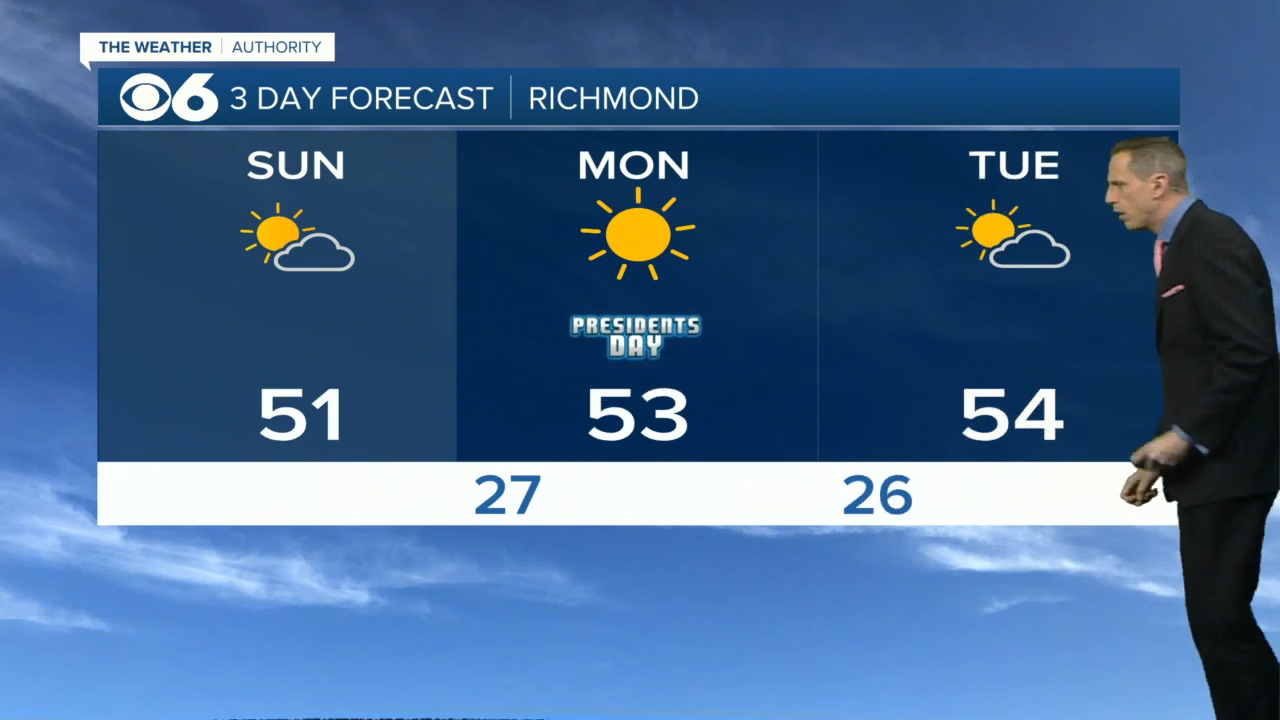 THE WEATHER | AUTHORITY
6 3 DAY FORECAST | RICHMOND
SUN MON TUE
PRESIDENTS
DAY
51 53 54
27 26